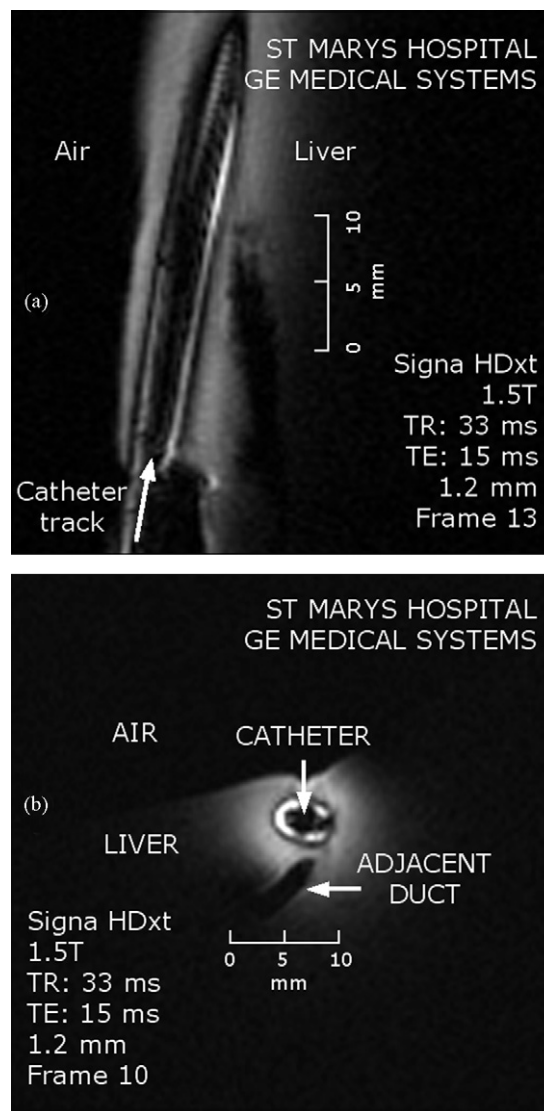 ST MARYS HOSPITAL
GE MEDICAL SYSTEMS
Air
Liver
10
5
0
mm
(a)
Signa HDxt
1.5T
TR: 33 ms
TE: 15 ms
1.2 mm
Frame 13
Catheter
track
ST MARYS HOSPITAL
GE MEDICAL SYSTEMS
AIR
CATHETER
(b)
LIVER
ADJACENT
DUCT
Signa HDxt
1.5T
TR: 33 ms
TE: 15 ms
1.2 mm
Frame 10
0 5 10
mm